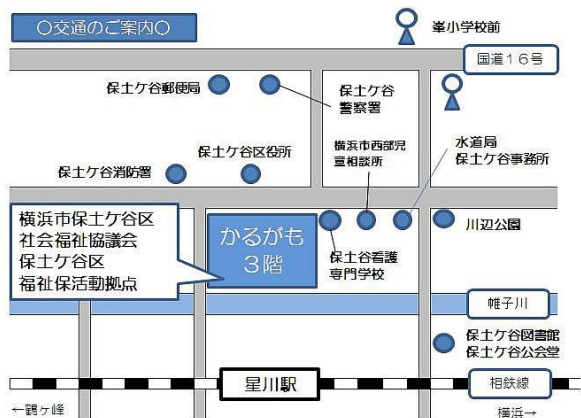 〇交通のご案内〇
峯小学校前
国道１６号
保土ケ谷郵便局
保土ケ谷
警察署
横浜市西部児
童相談所
水道局
保土ケ谷事務所
保土ケ谷区役所
保土ケ谷消防署
横浜市保土ケ谷区
社会福祉協議会
保土ケ谷区
福祉保活動拠点
かるがも
３階
保土谷看護
専門学校
川辺公園
帷子川
保土ケ谷図書館
保土ケ谷公会堂
星川駅
相鉄線
←鶴ヶ峰
横浜→